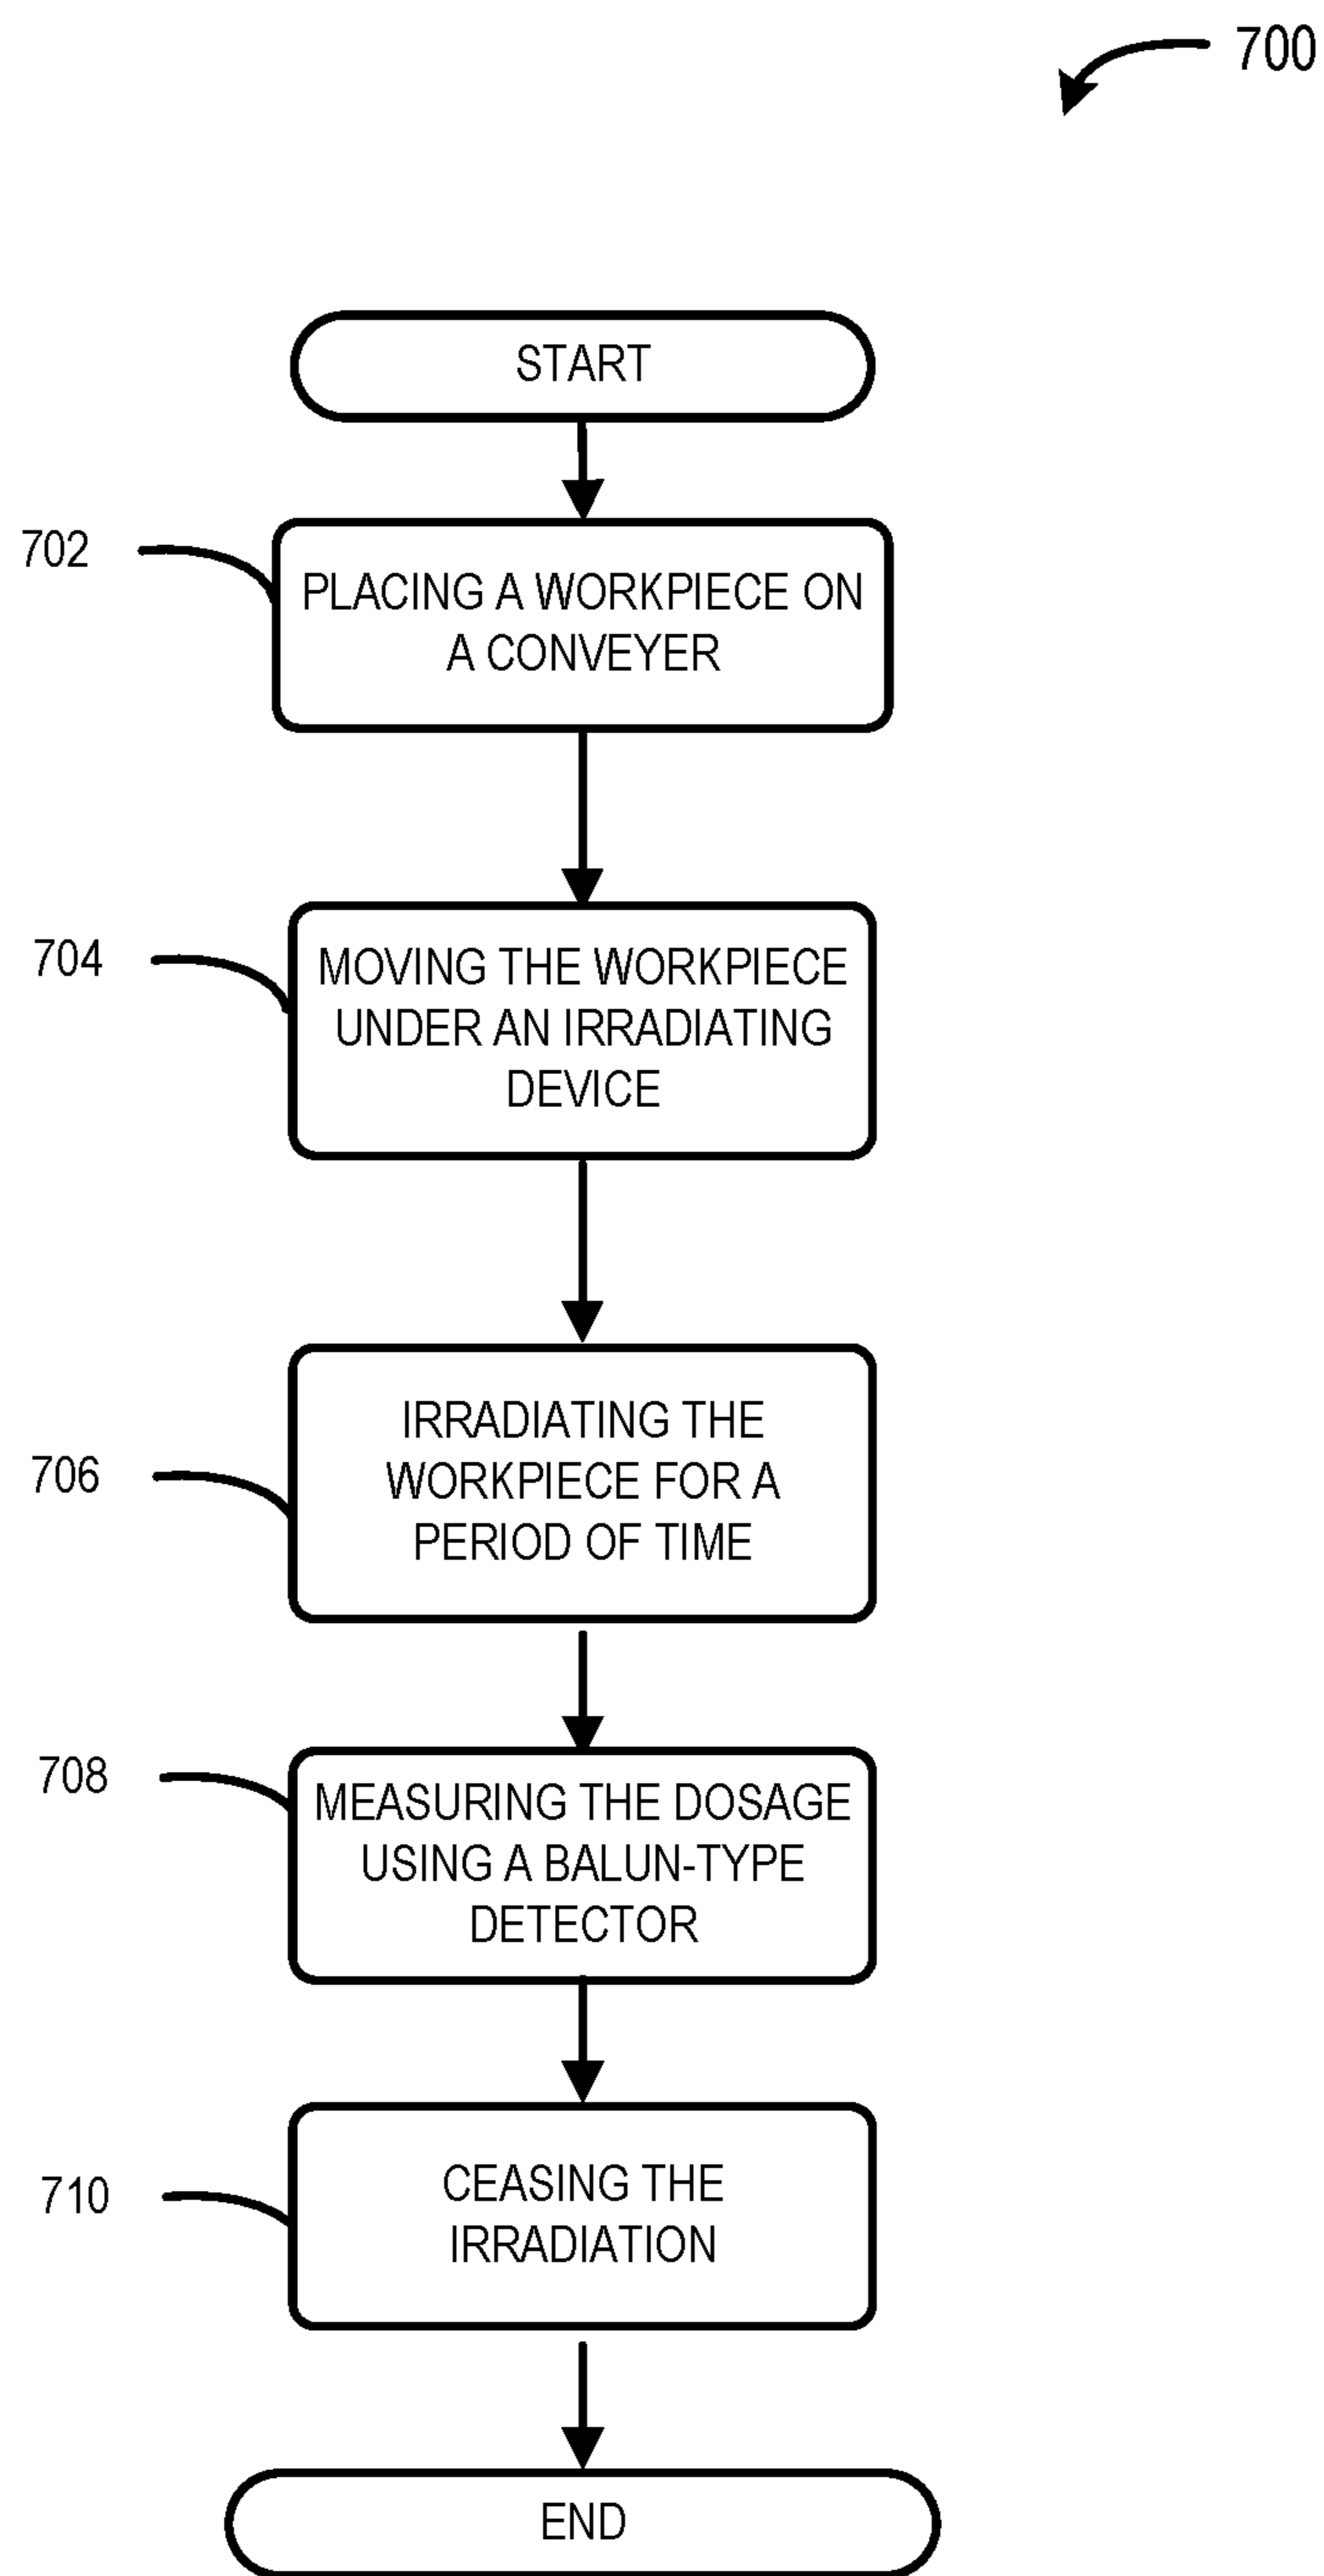 700
START
702
PLACING A WORKPIECE ON
A CONVEYER
704
MOVING THE WORKPIECE
UNDER AN IRRADIATING
DEVICE
706
IRRADIATING THE
WORKPIECE FOR A
PERIOD OF TIME
708
MEASURING THE DOSAGE
USING A BALUN-TYPE
DETECTOR
710
CEASING THE
IRRADIATION
END